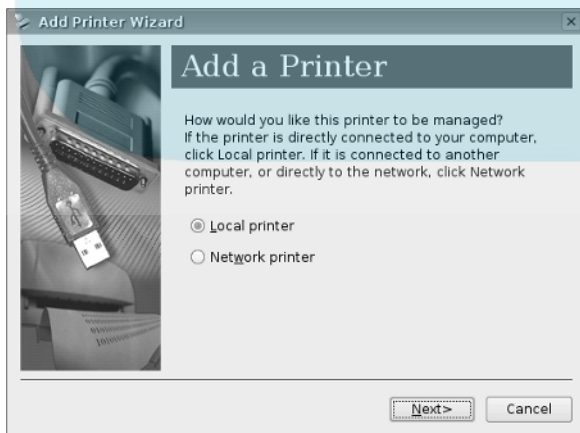 Add Printer Wizard
Add a Printer
How would you like this printer to be managed?
If the printer is directly connected to your computer,
click Local printer. If it is connected to another
computer, or directly to the network, click Network
printer.
Local printer
Network printer
Next>
Cancel